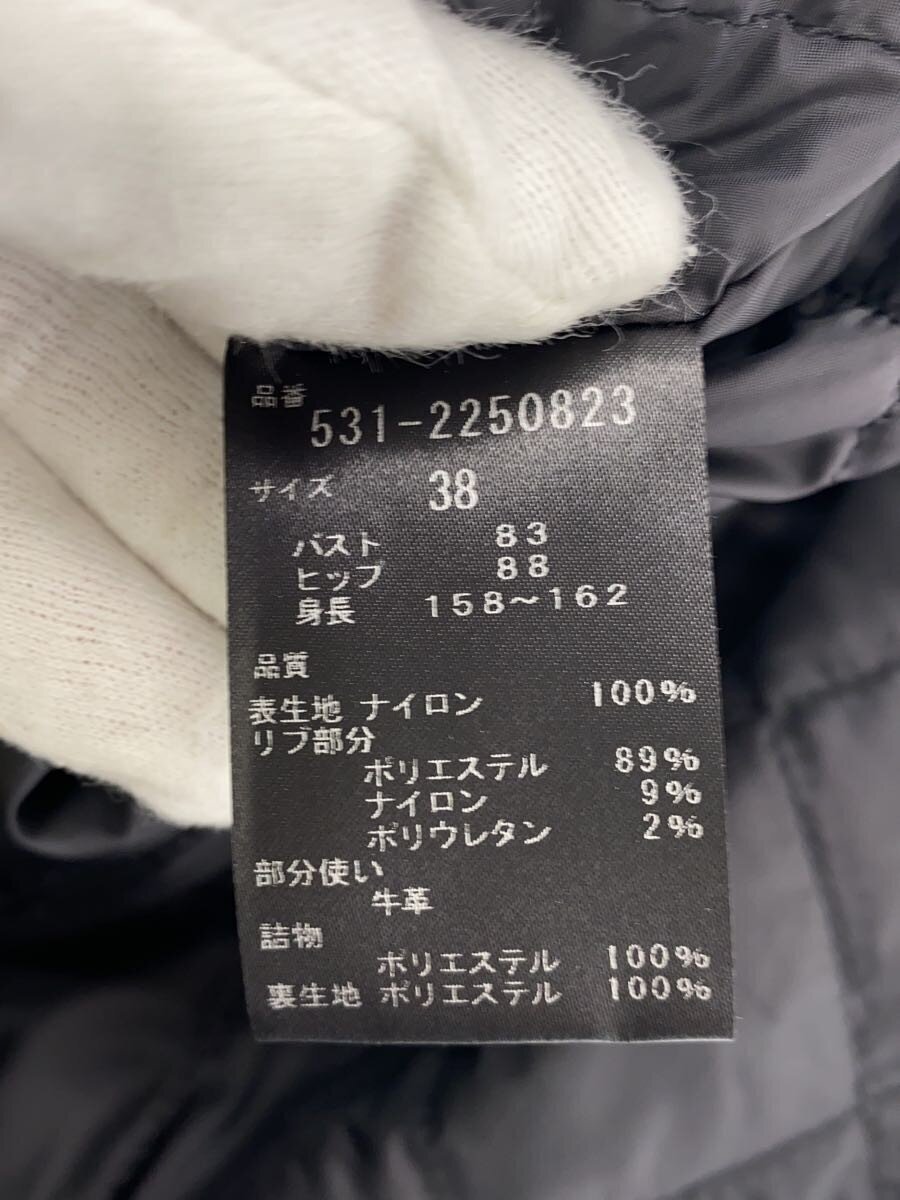 品番
531-2250823
サイズ 38
バスト 83
ヒップ 88
身長 158～162
品質
表生地 ナイロン 100%
リブ部分
ポリエステル 89%
ナイロン 9%
ポリウレタン 2%
部分使い
牛革
詰物
ポリエステル 100%
裏生地 ポリエステル 100%